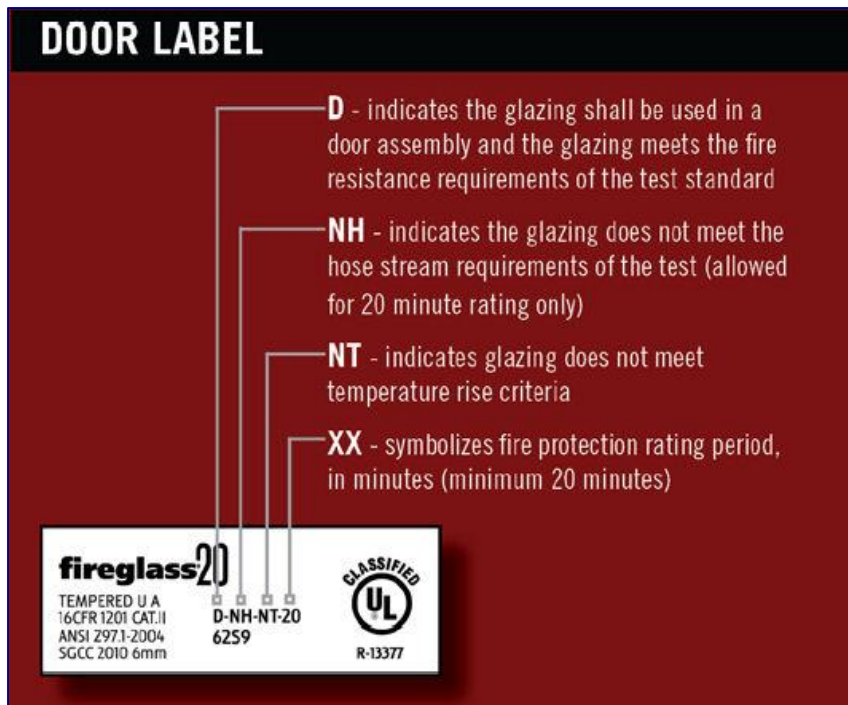 DOOR LABEL
D - indicates the glazing shall be used in a
door assembly and the glazing meets the fire
resistance requirements of the test standard
NH - indicates the glazing does not meet the
hose stream requirements of the test (allowed
for 20 minute rating only)
NT - indicates glazing does not meet
temperature rise criteria
XX - symbolizes fire protection rating period,
in minutes (minimum 20 minutes)
fireglass20
TEMPERED U A
16CFR 1201 CAT.II
ANSI Z97.1-2004
SGCC 2010 6mm
D-NH-NT-20
6259
CLASSIFIED
UL
R-13377